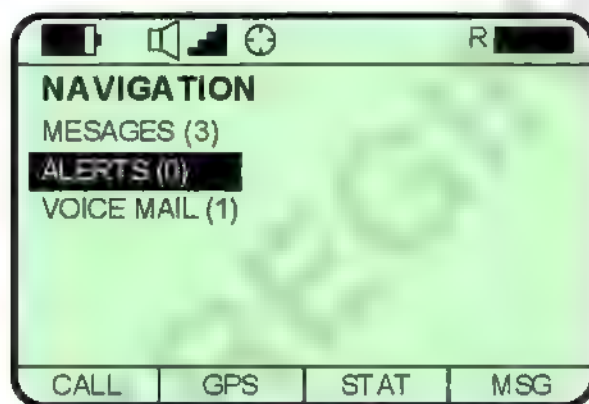 R
NAVIGATION
MESAGES (3)
ALERTS (0)
VOICE MAIL (1)
CALL GPS STAT MSG